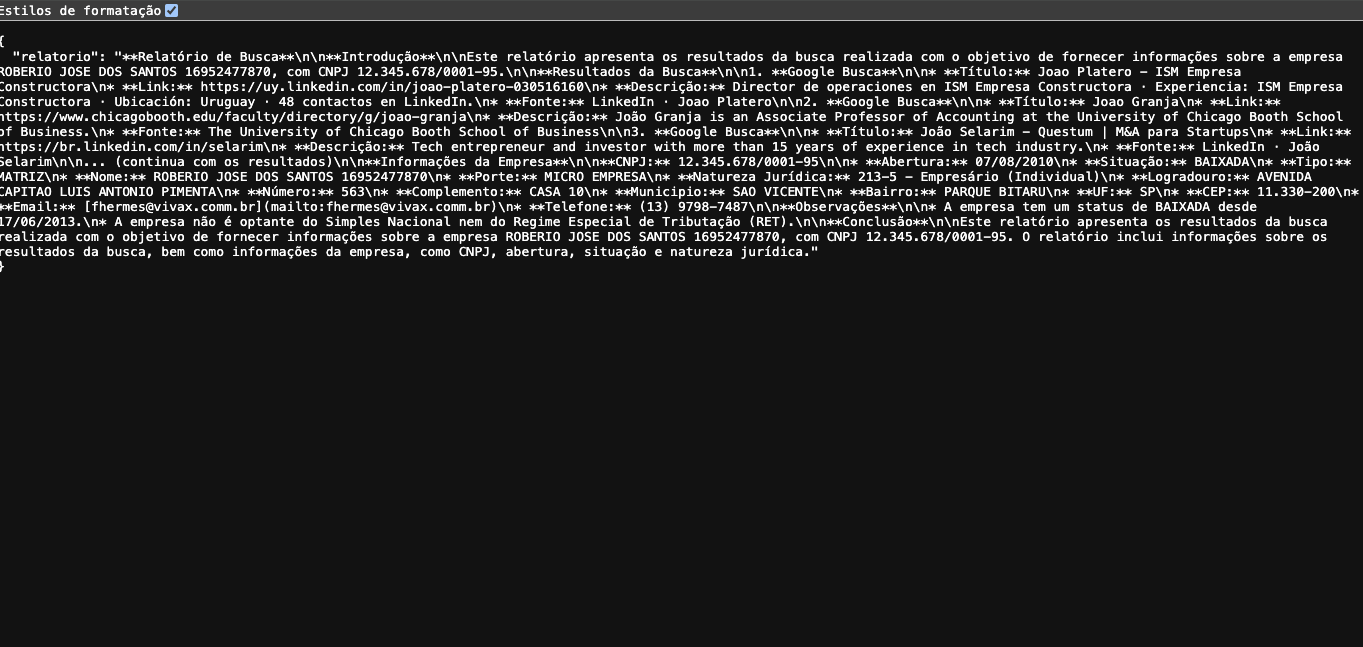 Estilos de formatação
{
"relatorio": "**Relatório de Busca**\n\n**Introdução**\n\nEste relatório apresenta os resultados da busca realizada com o objetivo de fornecer informações sobre a empresa
ROBERIO JOSE DOS SANTOS 16952477870, com CNPJ 12.345.678/0001-95.\n\n**Resultados da Busca**\n\n1. **Google Busca**\n\n* **Título:** Joao Platero - ISM Empresa
Constructora\n* **Link:** https://uy.linkedin.com/in/joao-platero-030516160\n* **Descrição:** Director de operaciones en ISM Empresa Constructora · Experiencia: ISM Empresa
Constructora · Ubicación: Uruguay · 48 contactos en LinkedIn.\n* **Fonte:** LinkedIn · Joao Platero\n\n2. **Google Busca**\n\n* **Título:** Joao Granja\n* **Link:**
https://www.chicagobooth.edu/faculty/directory/g/joao-granja\n* **Descrição:** João Granja is an Associate Professor of Accounting at the University of Chicago Booth School
of Business.\n* **Fonte:** The University of Chicago Booth School of Business\n\n3. **Google Busca**\n\n* **Título:** João Selarim - Questum | M&A para Startups\n* **Link:**
https://br.linkedin.com/in/selarim\n* **Descrição:** Tech entrepreneur and investor with more than 15 years of experience in tech industry.\n* **Fonte:** LinkedIn · João
Selarim\n\n... (continua com os resultados)\n\n**Informações da Empresa**\n\n**CNPJ:** 12.345.678/0001-95\n\n* **Abertura:** 07/08/2010\n* **Situação:** BAIXADA\n* **Tipo:**
MATRIZ\n* **Nome:** ROBERIO JOSE DOS SANTOS 16952477870\n* **Porte:** MICRO EMPRESA\n* **Natureza Jurídica:** 213-5 - Empresário (Individual)\n* **Logradouro:** AVENIDA
CAPITAO LUIS ANTONIO PIMENTA\n* **Número:** 563\n* **Complemento:** CASA 10\n* **Municipio:** SAO VICENTE\n* **Bairro:** PARQUE BITARU\n* **UF:** SP\n* **CEP:** 11.330-200\n*
**Email:** [fhermes@vivax.comm.br](mailto:fhermes@vivax.comm.br)\n* **Telefone:** (13) 9798-7487\n\n**Observações**\n\n* A empresa tem um status de BAIXADA desde
17/06/2013.\n* A empresa não é optante do Simples Nacional nem do Regime Especial de Tributação (RET).\n\n**Conclusão**\n\nEste relatório apresenta os resultados da busca
realizada com o objetivo de fornecer informações sobre a empresa ROBERIO JOSE DOS SANTOS 16952477870, com CNPJ 12.345.678/0001-95. O relatório inclui informações sobre os
resultados da busca, bem como informações da empresa, como CNPJ, abertura, situação e natureza jurídica."
}